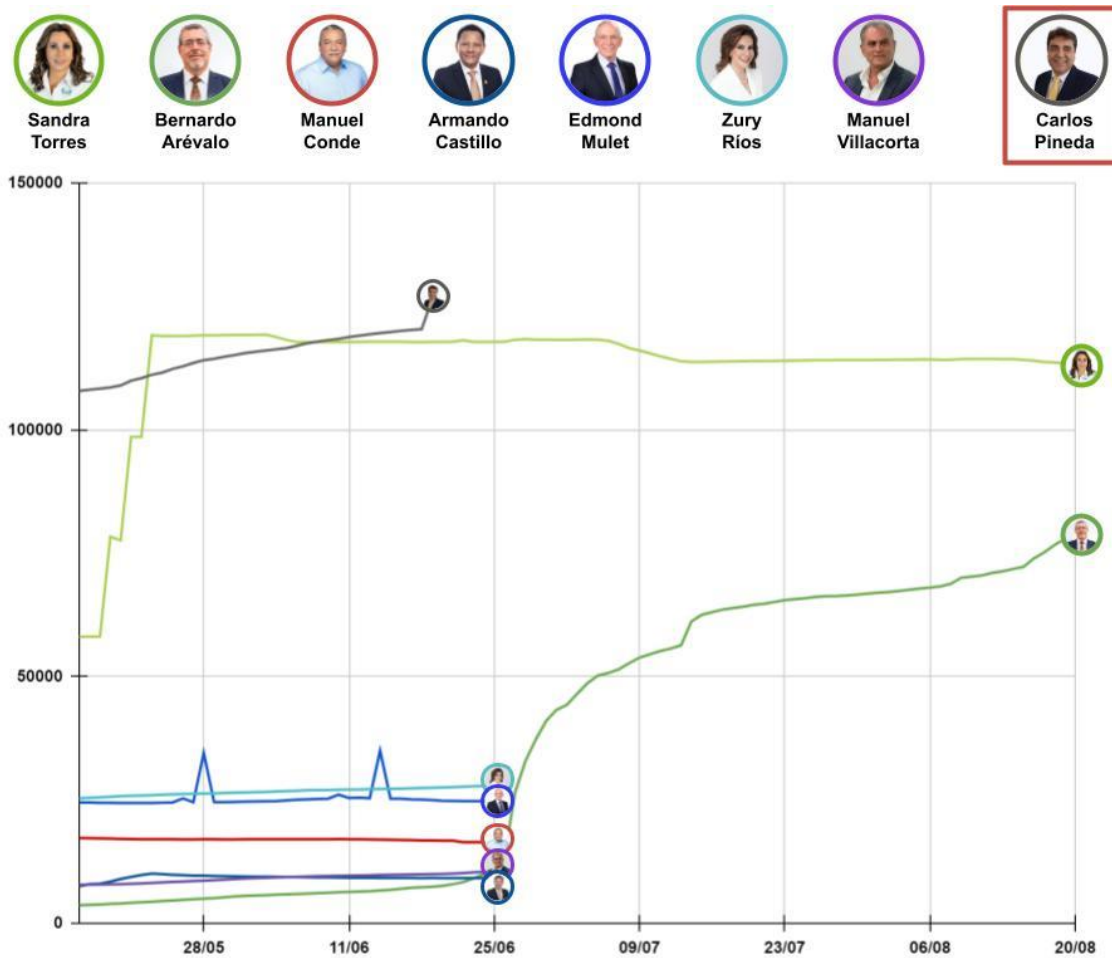 Sandra
Torres
Bernardo
Arévalo
Manuel
Conde
Armando
Castillo
Edmond
Mulet
Zury
Ríos
Manuel
Villacorta
Carlos
Pineda
150000
100000
50000
0
28/05
11/06
25/06
09/07
23/07
06/08
20/08